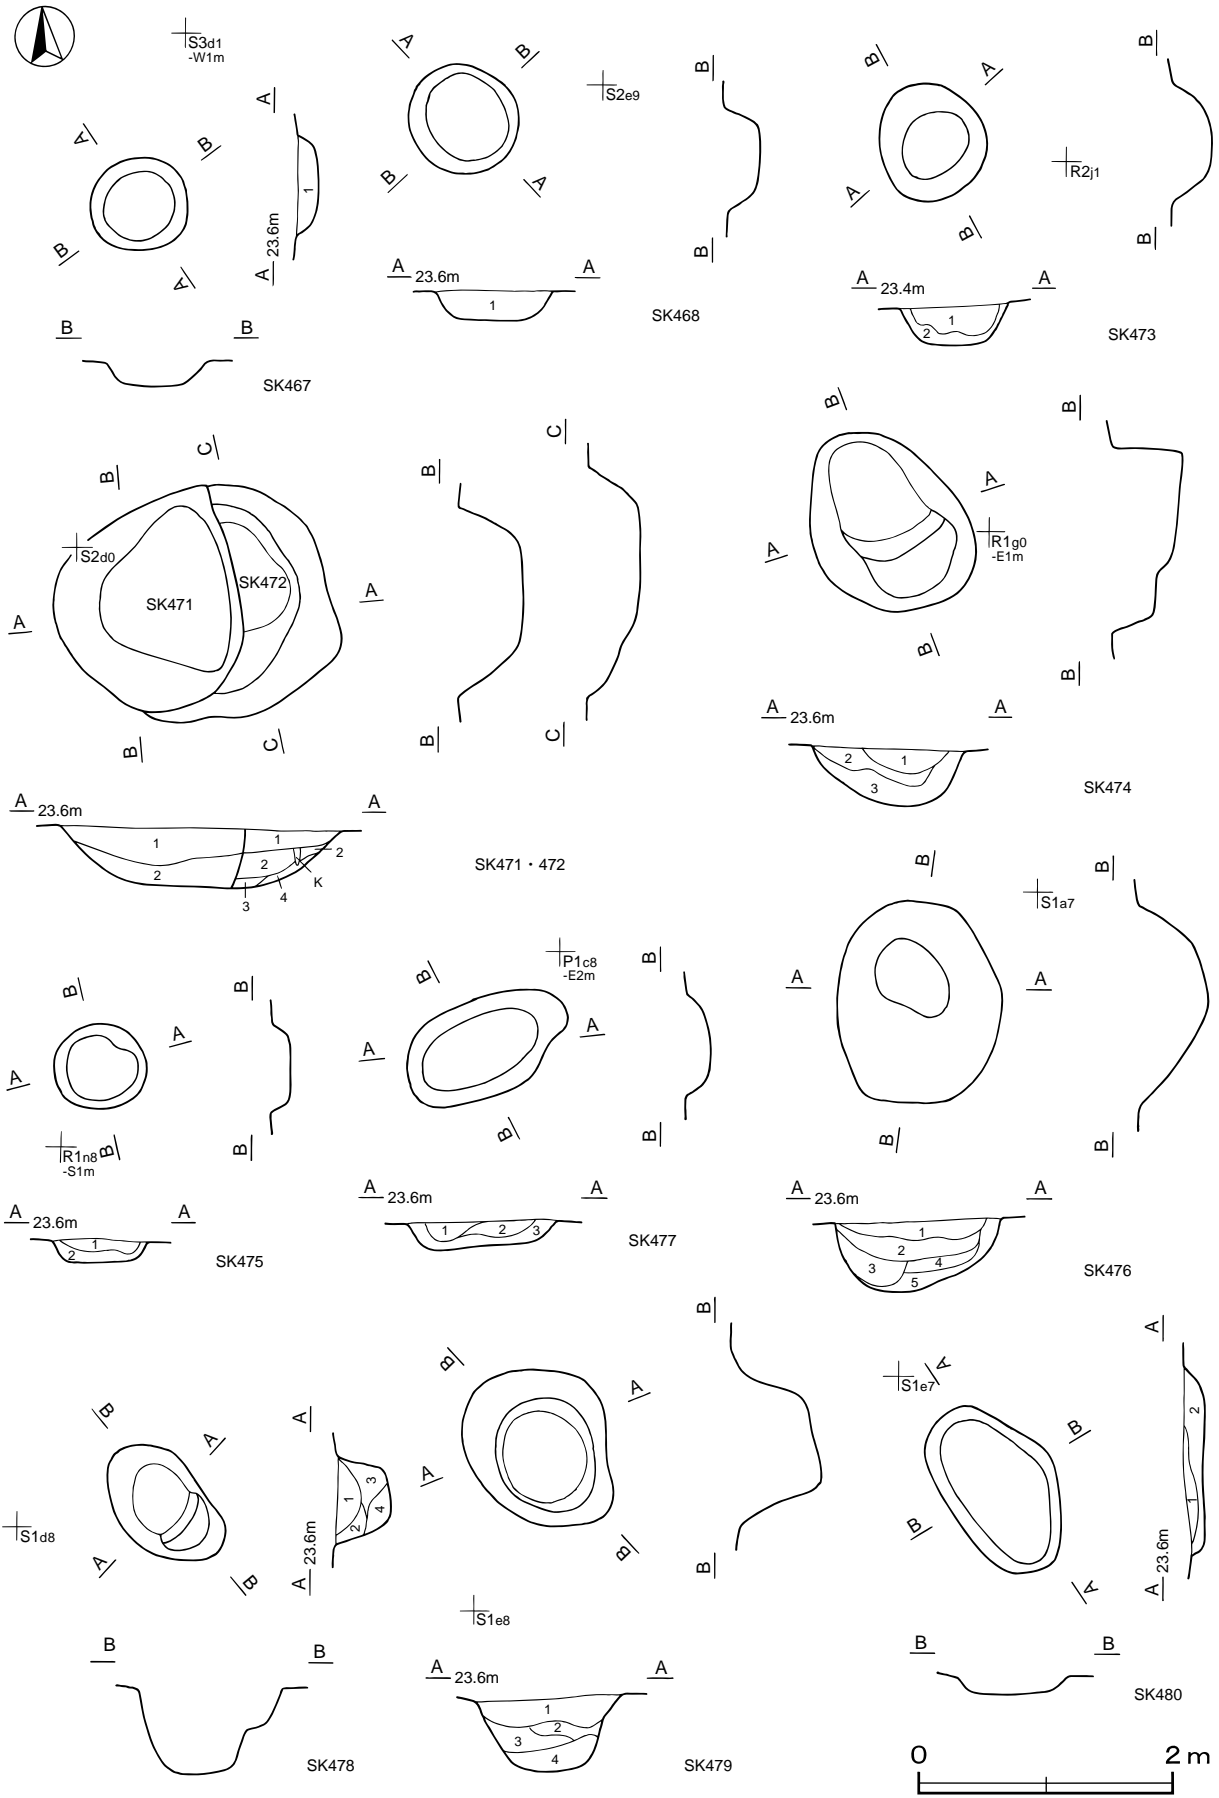 S3d1
-W1m
A
B
B
A
A
1
A 23.6m
B
B
SK467
A
B
B
A
S2e9
B
B
A 23.6m
A
1
SK468
B
A
A
B
R2j1
B
B
A 23.4m
A
1
2
SK473
B
C
S2d0
SK471
SK472
A
A
B
C
B
B
C
C
A 23.6m
A
1
1
2
2
2
K
3
4
SK471・472
B
A
A
B
R1g0
-E1m
B
B
A 23.6m
A
1
2
3
SK474
B
A
A
B
R1n8
-S1m
B
B
A 23.6m
A
1
2
SK475
P1c8
-E2m
B
A
A
B
B
B
A 23.6m
A
1
2
3
SK477
B
S1a7
A
A
B
B
B
A 23.6m
A
1
2
3
4
5
SK476
B
A
A
B
S1d8
A
1
2
3
4
A 23.6m
B
B
SK478
B
A
A
B
S1e8
B
B
A 23.6m
A
1
2
3
4
SK479
S1e7
A
B
B
A
A
2
1
A 23.6m
B
B
SK480
0
2 m